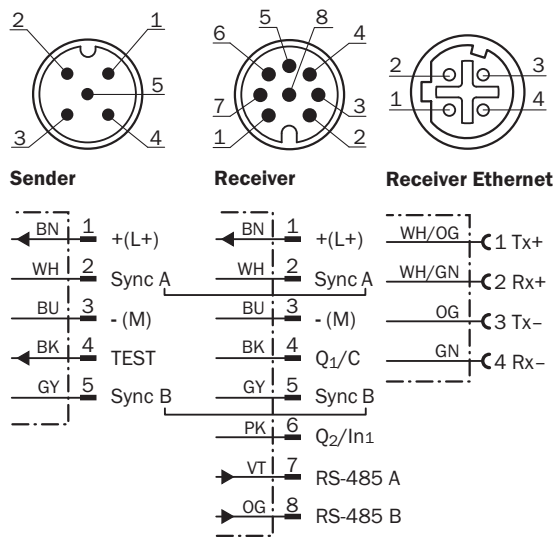 2 1 5 3 4
5 8 6 4 7 3 1 2
2 3 1 4
Sender
BN 1 +(L+)
WH 2 Sync A
BU 3 - (M)
BK 4 TEST
GY 5 Sync B
Receiver
BN 1 +(L+)
WH 2 Sync A
BU 3 - (M)
BK 4 Q1/C
GY 5 Sync B
PK 6 Q2/In1
VT 7 RS-485 A
OG 8 RS-485 B
Receiver Ethernet
WH/OG 1 Tx+
WH/GN 2 Rx+
OG 3 Tx–
GN 4 Rx–